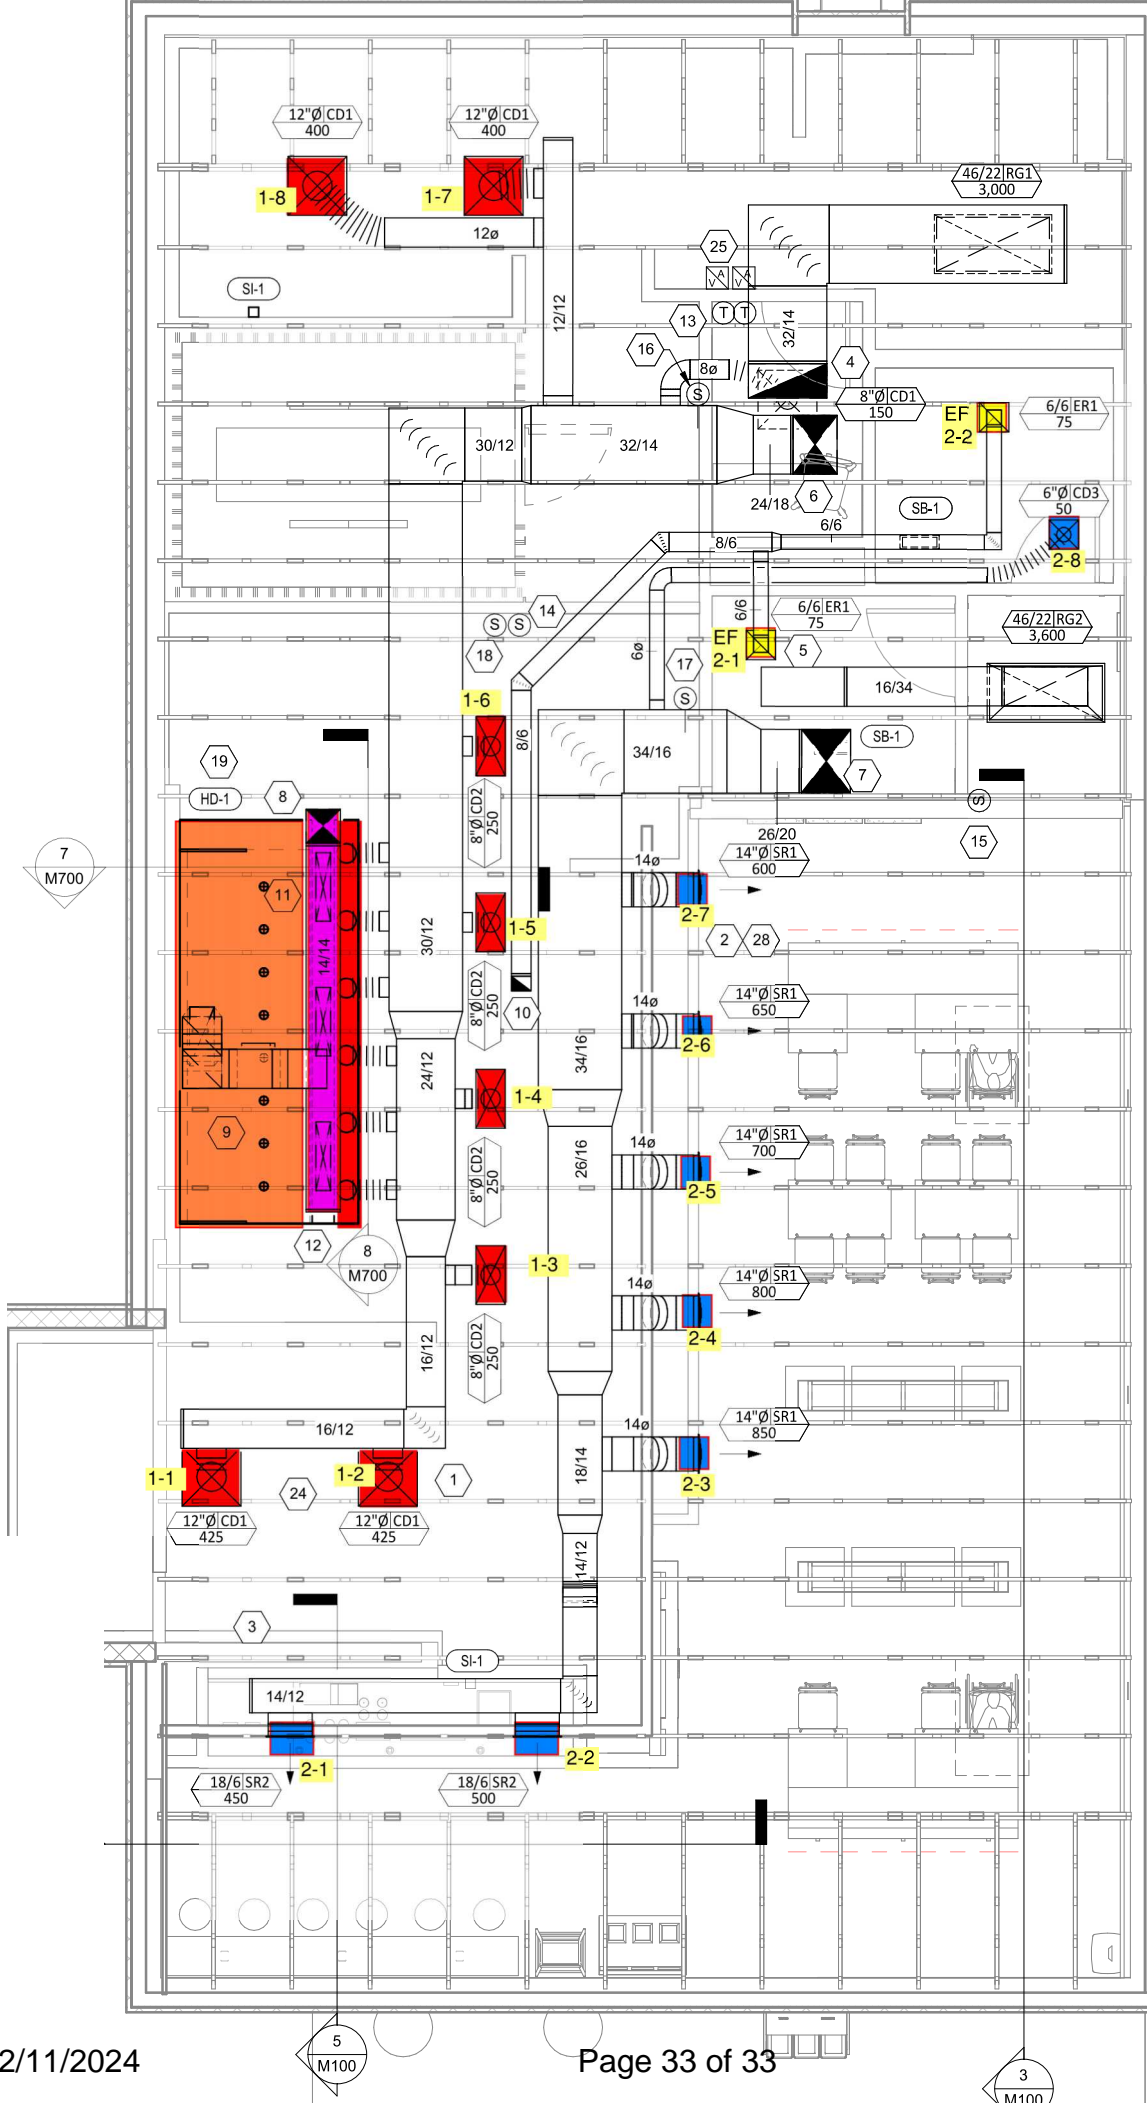 12"Ø CD1
400
12"Ø CD1
400
46/22 RG1
3,000
1-8
1-7
12ø
25
A
V
A
V
SI-1
12/12
13
T
T
32/14
16
8ø
4
S
8"Ø CD1
150
EF
2-2
6/6 ER1
75
30/12
32/14
24/18
6
SB-1
6"Ø CD3
50
6/6
8/6
2-8
14
S
S
6/6
6/6 ER1
75
46/22 RG2
3,600
18
6ø
EF
2-1
5
17
S
16/34
1-6
8/6
34/16
SB-1
19
7
HD-1
8
8"Ø CD2
250
S
26/20
15
7
M700
14ø
14"Ø SR1
600
11
2-7
1-5
30/12
14/14
2
28
8"Ø CD2
250
10
14ø
14"Ø SR1
650
2-6
34/16
24/12
1-4
9
14ø
14"Ø SR1
700
26/16
8"Ø CD2
250
2-5
12
8
M700
1-3
14ø
14"Ø SR1
800
2-4
16/12
8"Ø CD2
250
16/12
14ø
14"Ø SR1
850
1-1
1-2
1
18/14
2-3
24
12"Ø CD1
425
12"Ø CD1
425
14/12
3
SI-1
14/12
2-1
2-2
18/6 SR2
450
18/6 SR2
500
5
M100
2/11/2024
Page 33 of 33
3
M100